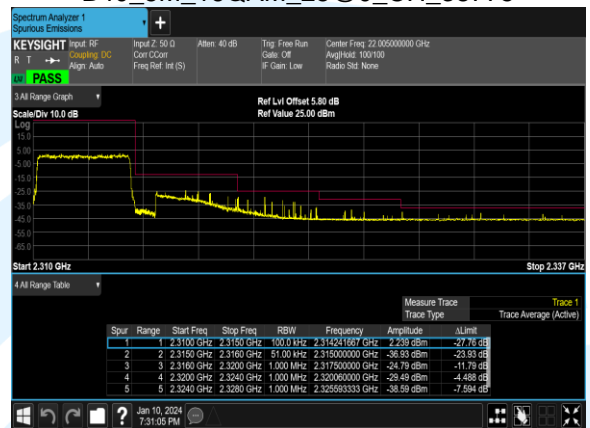 Spectrum Analyzer 1
Spurious Emissions
KEYSIGHT Input: RF Input Z: 50 Ω Atten: 40 dB Trig: Free Run Center Freq: 22.005000000 GHz
R T Coupling: DC Corr CCorr Gate: Off Avg|Hold: 100/100
Align: Auto Freq Ref: Int (S) IF Gain: Low Radio Std: None
PASS
3 All Range Graph
Ref Lvl Offset 5.80 dB
Scale/Div 10.0 dB Ref Value 25.00 dBm
Log
15.0
5.00
-5.00
-15.0
-25.0
-35.0
-45.0
-55.0
-65.0
Start 2.310 GHz Stop 2.337 GHz
4 All Range Table
Measure Trace Trace 1
Trace Type Trace Average (Active)
Spur Range Start Freq Stop Freq RBW Frequency Amplitude ΔLimit
1 1 2.3100 GHz 2.3150 GHz 100.0 kHz 2.314241667 GHz 2.239 dBm -27.76 dB
2 2 2.3150 GHz 2.3160 GHz 51.00 kHz 2.315000000 GHz -36.93 dBm -23.93 dB
3 3 2.3160 GHz 2.3200 GHz 1.000 MHz 2.317500000 GHz -24.79 dBm -11.79 dB
4 4 2.3200 GHz 2.3240 GHz 1.000 MHz 2.320060000 GHz -29.49 dBm -4.488 dB
5 5 2.3240 GHz 2.3280 GHz 1.000 MHz 2.325593333 GHz -38.59 dBm -7.594 dB
Jan 10, 2024
7:31:05 PM